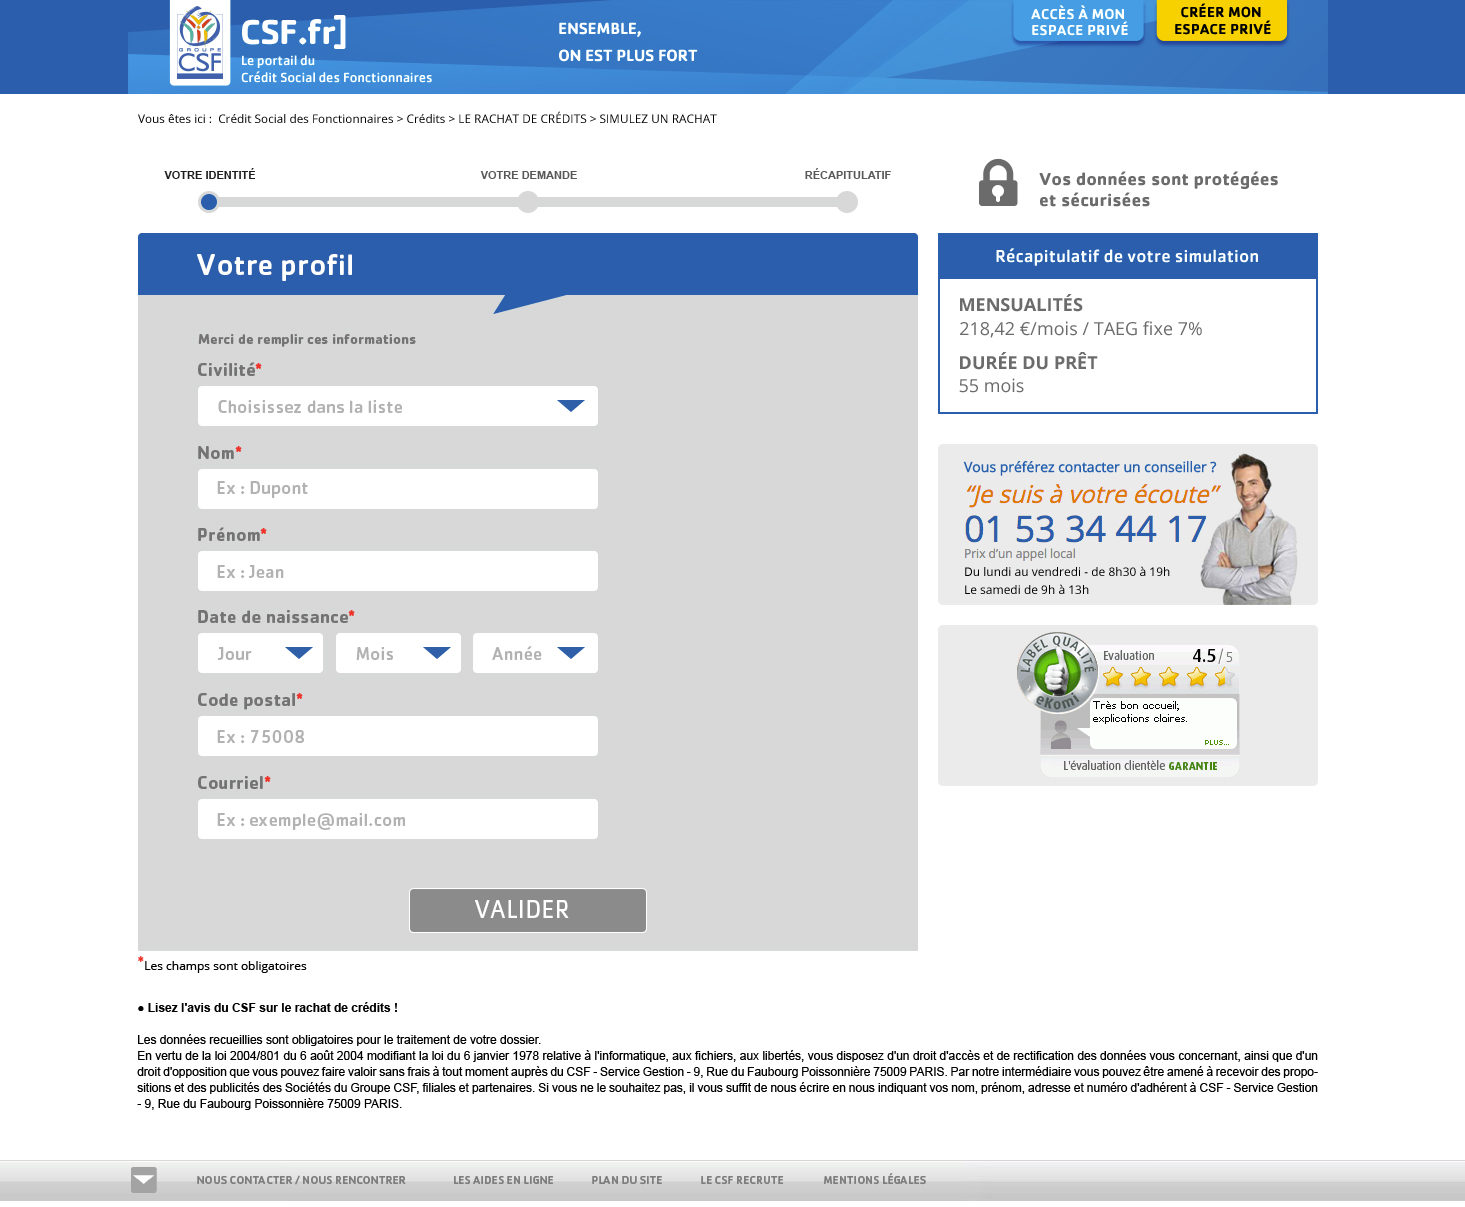 GROUPE
CSF
CSF.fr]
Le portail du
Crédit Social des Fonctionnaires
ENSEMBLE,
ON EST PLUS FORT
ACCÈS À MON
ESPACE PRIVÉ
CRÉER MON
ESPACE PRIVÉ
Vous êtes ici : Crédit Social des Fonctionnaires > Crédits > LE RACHAT DE CRÉDITS > SIMULEZ UN RACHAT
VOTRE IDENTITÉ
VOTRE DEMANDE
RÉCAPITULATIF
Vos données sont protégées
et sécurisées
Votre profil
Merci de remplir ces informations
Civilité*
Choisissez dans la liste
Nom*
Ex : Dupont
Prénom*
Ex : Jean
Date de naissance*
Jour
Mois
Année
Code postal*
Ex : 75008
Courriel*
Ex : exemple@mail.com
VALIDER
*Les champs sont obligatoires
Récapitulatif de votre simulation
MENSUALITÉS
218,42 €/mois / TAEG fixe 7%
DURÉE DU PRÊT
55 mois
Vous préférez contacter un conseiller ?
“Je suis à votre écoute”
01 53 34 44 17
Prix d’un appel local
Du lundi au vendredi - de 8h30 à 19h
Le samedi de 9h à 13h
LABEL QUALITÉ
eKomi
Evaluation 4.5 / 5
Très bon accueil;
explications claires.
PLUS...
L'évaluation clientèle GARANTIE
● Lisez l'avis du CSF sur le rachat de crédits !
Les données recueillies sont obligatoires pour le traitement de votre dossier.
En vertu de la loi 2004/801 du 6 août 2004 modifiant la loi du 6 janvier 1978 relative à l'informatique, aux fichiers, aux libertés, vous disposez d'un droit d'accès et de rectification des données vous concernant, ainsi que d'un
droit d'opposition que vous pouvez faire valoir sans frais à tout moment auprès du CSF - Service Gestion - 9, Rue du Faubourg Poissonnière 75009 PARIS. Par notre intermédiaire vous pouvez être amené à recevoir des propo-
sitions et des publicités des Sociétés du Groupe CSF, filiales et partenaires. Si vous ne le souhaitez pas, il vous suffit de nous écrire en nous indiquant vos nom, prénom, adresse et numéro d'adhérent à CSF - Service Gestion
- 9, Rue du Faubourg Poissonnière 75009 PARIS.
NOUS CONTACTER / NOUS RENCONTRER
LES AIDES EN LIGNE
PLAN DU SITE
LE CSF RECRUTE
MENTIONS LÉGALES